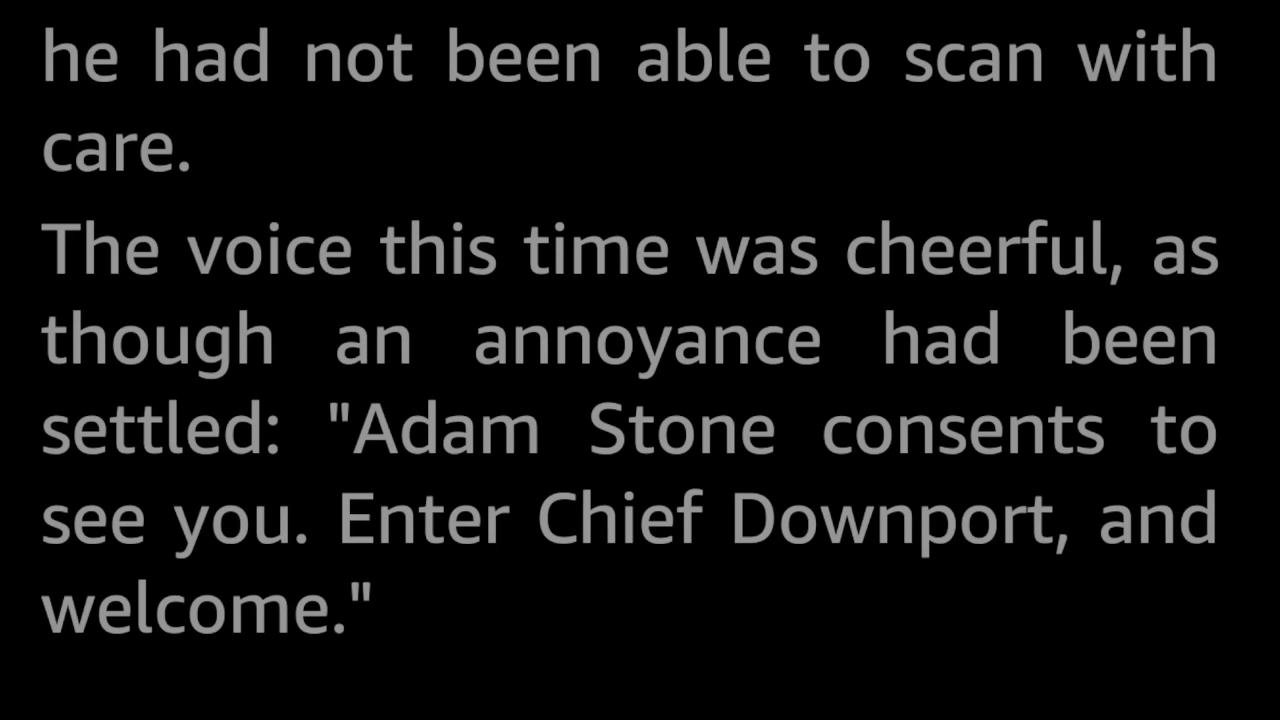 he had not been able to scan with
care.
The voice this time was cheerful, as
though an annoyance had been
settled: "Adam Stone consents to
see you. Enter Chief Downport, and
welcome."